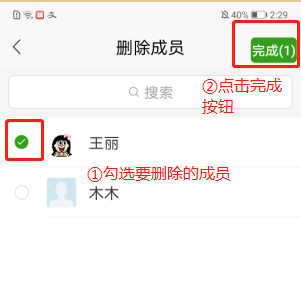 40% 2:29
删除成员
完成(1)
搜索
②点击完成
按钮
王丽
①勾选要删除的成员
木木